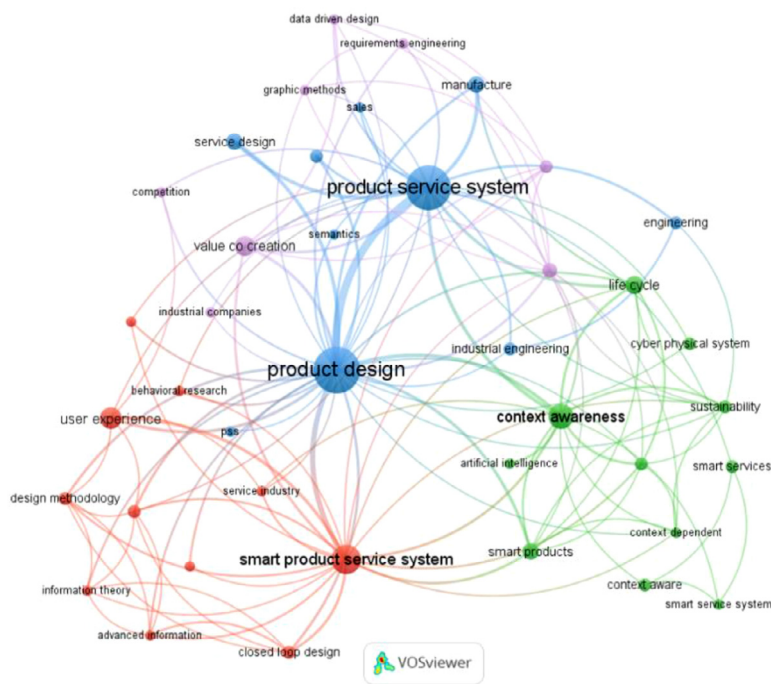 data driven design
requirements engineering
graphic methods
manufacture
sales
service design
product service system
competition
semantics
engineering
value co creation
life cycle
industrial companies
cyber physical system
industrial engineering
product design
behavioral research
context awareness
sustainability
user experience
pss
artificial intelligence
smart services
design methodology
service industry
context dependent
smart products
smart product service system
context aware
information theory
smart service system
advanced information
closed loop design
VOSviewer